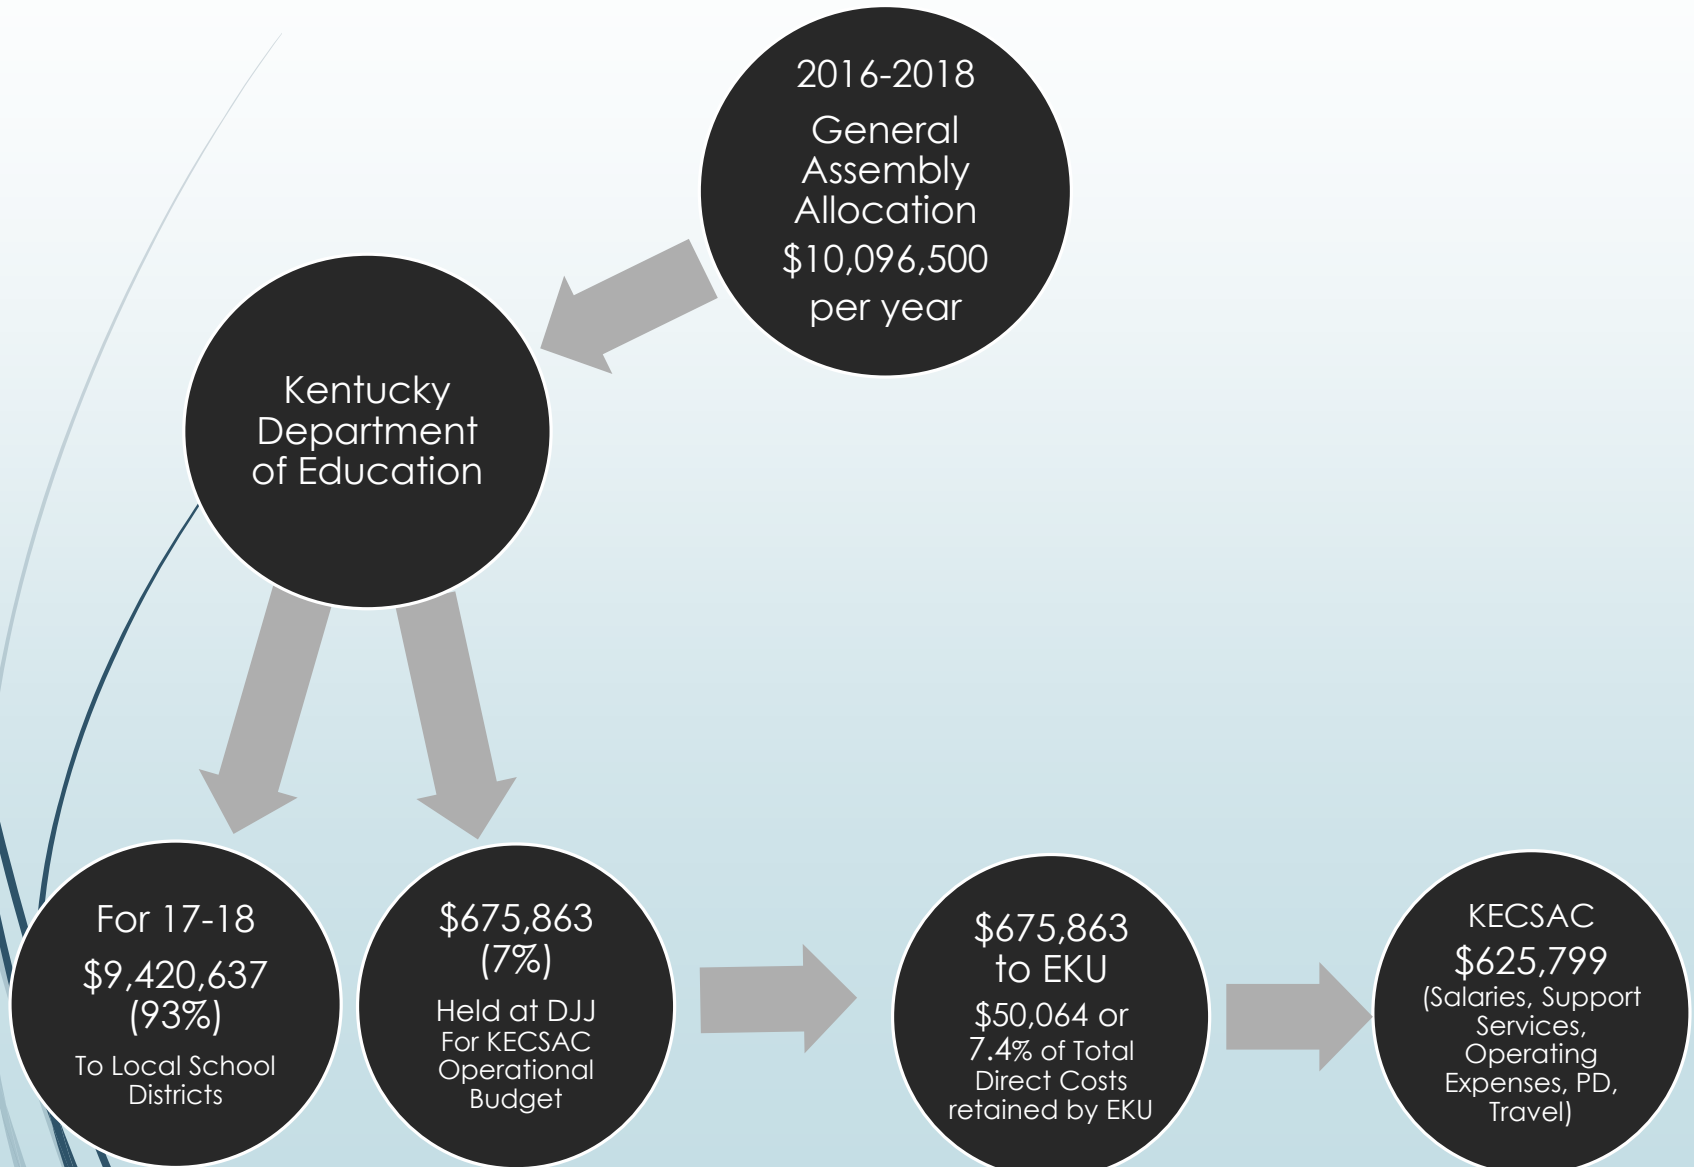 2016-2018
General
Assembly
Allocation
$10,096,500
per year
Kentucky
Department
of Education
For 17-18
$9,420,637
(93%)
To Local School
Districts
$675,863
(7%)
Held at DJJ
For KECSAC
Operational
Budget
$675,863
to EKU
$50,064 or
7.4% of Total
Direct Costs
retained by EKU
KECSAC
$625,799
(Salaries, Support
Services,
Operating
Expenses, PD,
Travel)